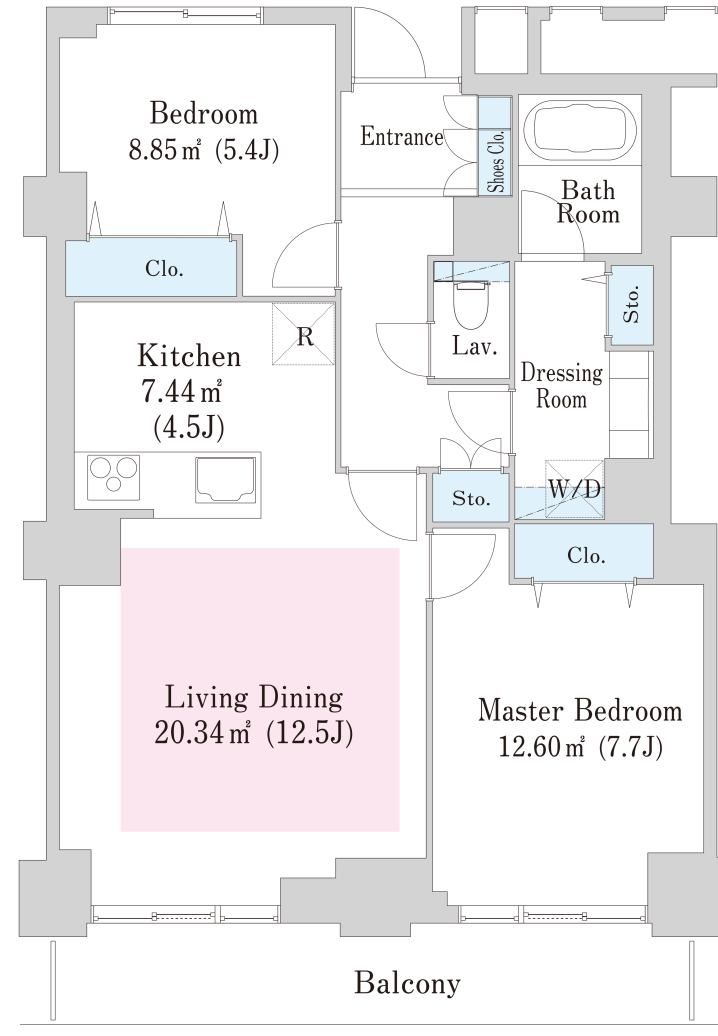 Bedroom
8.85㎡ (5.4J)
Entrance
Shoes Clo.
Bath
Room
Clo.
Sto.
R
Lav.
Kitchen
7.44㎡
(4.5J)
Dressing
Room
W/D
Sto.
Clo.
Living Dining
20.34㎡ (12.5J)
Master Bedroom
12.60㎡ (7.7J)
Balcony